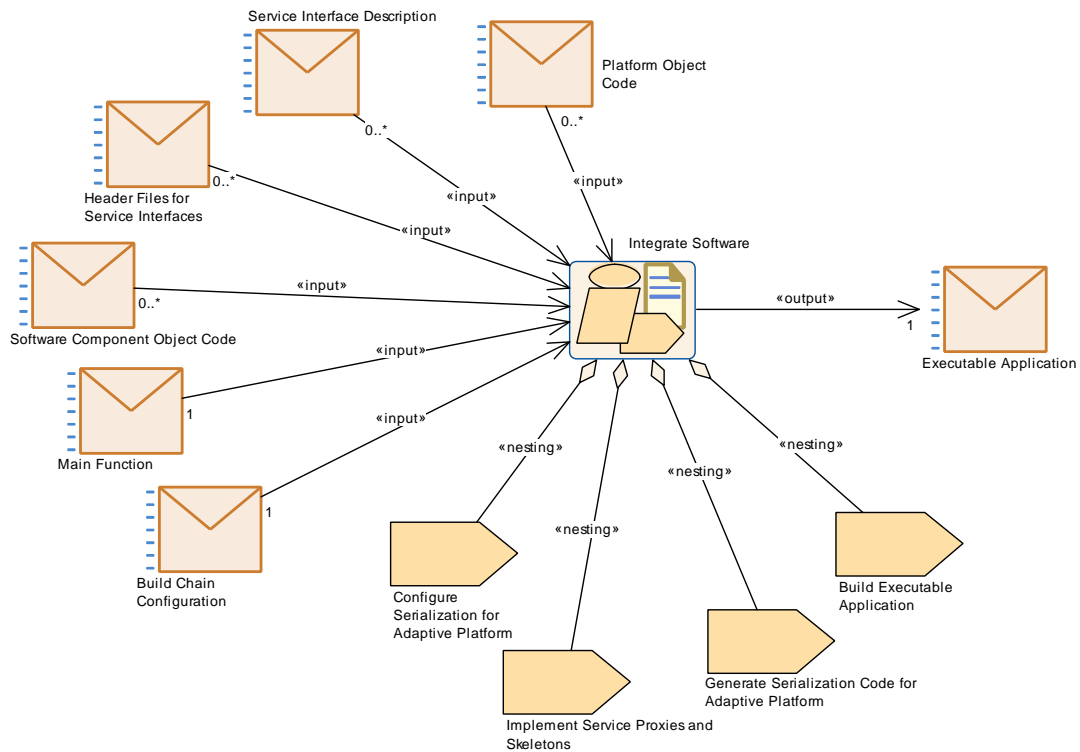 Service Interface Description
Platform Object
Code
0..*
0..*
«input»
«input»
Header Files for
Service Interfaces
0..*
«input»
Integrate Software
Software Component Object Code
0..*
«input»
«output»
1
Executable Application
Main Function
1
«input»
Build Chain
Configuration
1
«input»
«nesting»
«nesting»
«nesting»
«nesting»
Configure
Serialization for
Adaptive Platform
Implement Service Proxies and
Skeletons
Generate Serialization Code for
Adaptive Platform
Build Executable
Application